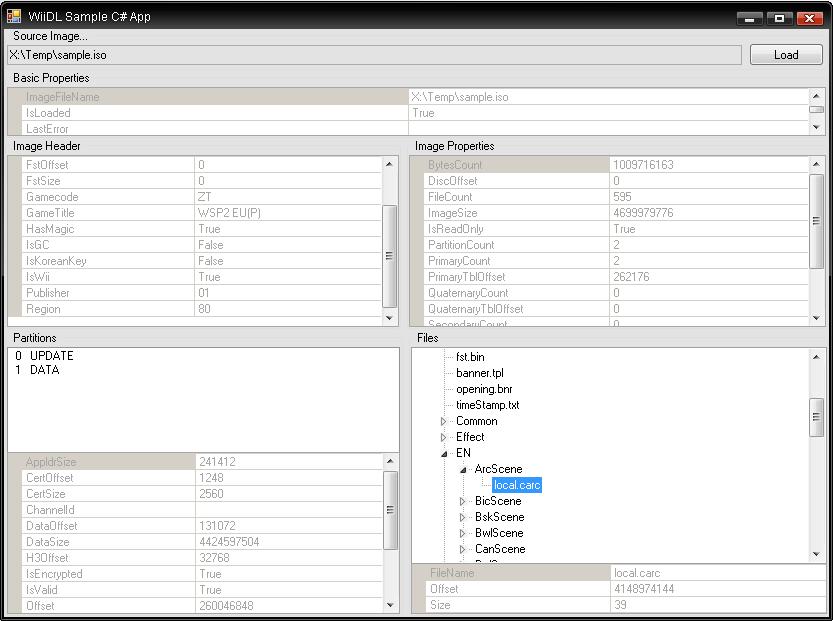 WiiDL Sample C# App
Source Image...
X:\Temp\sample.iso
Load
Basic Properties
ImageFileName X:\Temp\sample.iso
IsLoaded True
LastError
Image Header
FstOffset 0
FstSize 0
Gamecode ZT
GameTitle WSP2 EU(P)
HasMagic True
IsGC False
IsKoreanKey False
IsWii True
Publisher 01
Region 80
Image Properties
BytesCount 1009716163
DiscOffset 0
FileCount 595
ImageSize 4699979776
IsReadOnly True
PartitionCount 2
PrimaryCount 2
PrimaryTblOffset 262176
QuaternaryCount 0
QuaternaryTblOffset 0
SecondaryCount 0
Partitions
0 UPDATE
1 DATA
AppldrSize 241412
CertOffset 1248
CertSize 2560
ChannelId
DataOffset 131072
DataSize 4424597504
H3Offset 32768
IsEncrypted True
IsValid True
Offset 260046848
Files
fst.bin
banner.tpl
opening.bnr
timeStamp.txt
Common
Effect
EN
ArcScene
local.carc
BicScene
BskScene
BwlScene
CanScene
FileName local.carc
Offset 4148974144
Size 39